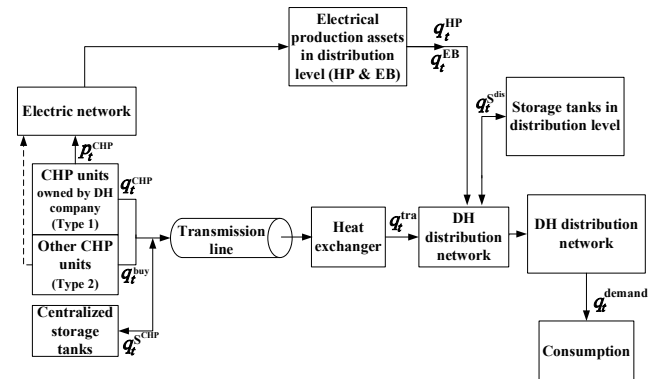 Electrical
production assets
in distribution
level (HP & EB)
q_t^HP
q_t^EB
Electric network
q_t^S^dis
Storage tanks in
distribution level
p_t^CHP
CHP units
owned by DH
company
(Type 1)
q_t^CHP
Other CHP
units
(Type 2)
q_t^buy
Transmission
line
Heat
exchanger
q_t^tra
DH
distribution
network
DH distribution
network
Centralized
storage
tanks
q_t^S^CHP
q_t^demand
Consumption